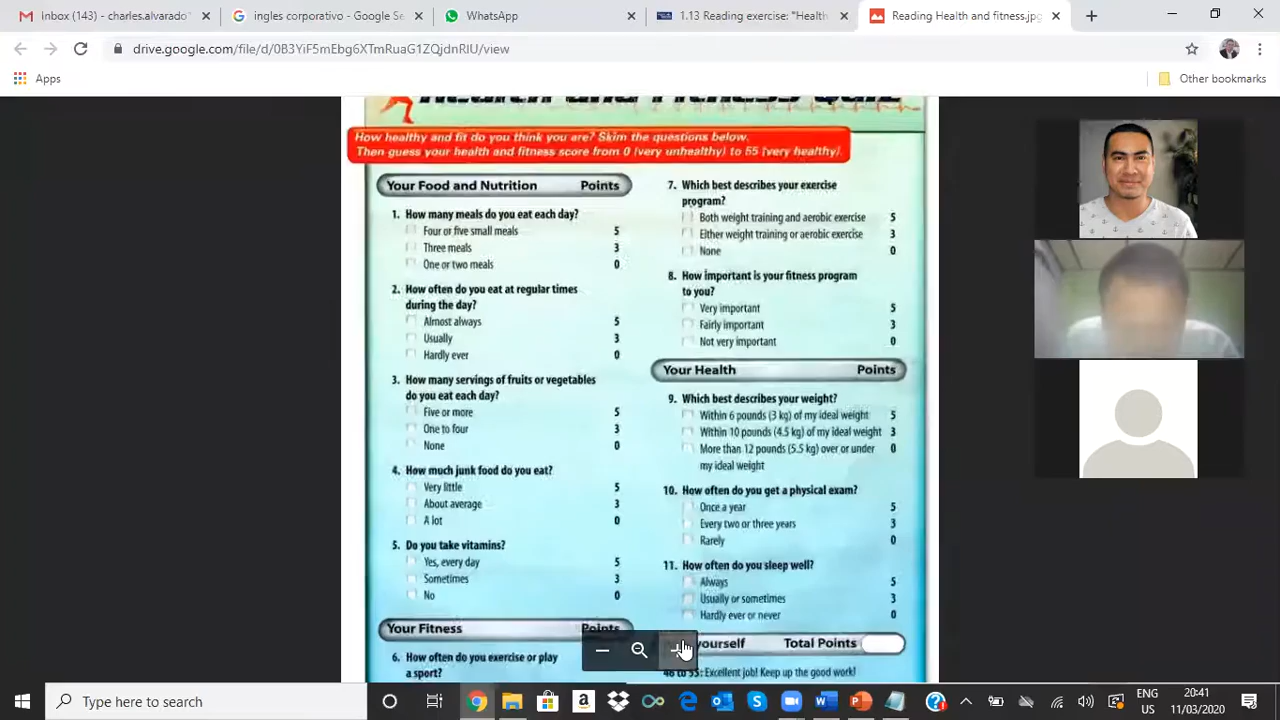 Inbox (143) - charles.alvarado
ingles corporativo - Google S
WhatsApp
1.13 Reading exercise: "Health
Reading Health and fitness.jpg
drive.google.com/file/d/0B3YiF5mEbg6XTmRuaG1ZQjdnRlU/view
Apps
Other bookmarks
Health and Fitness Quiz
How healthy and fit do you think you are? Skim the questions below.
Then guess your health and fitness score from 0 (very unhealthy) to 55 (very healthy).
Your Food and Nutrition Points
1. How many meals do you eat each day?
Four or five small meals 5
Three meals 3
One or two meals 0
2. How often do you eat at regular times
during the day?
Almost always 5
Usually 3
Hardly ever 0
3. How many servings of fruits or vegetables
do you eat each day?
Five or more 5
One to four 3
None 0
4. How much junk food do you eat?
Very little 5
About average 3
A lot 0
5. Do you take vitamins?
Yes, every day 5
Sometimes 3
No 0
Your Fitness Points
6. How often do you exercise or play
a sport?
7. Which best describes your exercise
program?
Both weight training and aerobic exercise 5
Either weight training or aerobic exercise 3
None 0
8. How important is your fitness program
to you?
Very important 5
Fairly important 3
Not very important 0
Your Health Points
9. Which best describes your weight?
Within 6 pounds (3 kg) of my ideal weight 5
Within 10 pounds (4.5 kg) of my ideal weight 3
More than 12 pounds (5.5 kg) over or under 0
my ideal weight
10. How often do you get a physical exam?
Once a year 5
Every two or three years 3
Rarely 0
11. How often do you sleep well?
Always 5
Usually or sometimes 3
Hardly ever or never 0
yourself Total Points
46 to 55: Excellent job! Keep up the good work!
Type here to search
ENG
US
20:41
11/03/2020